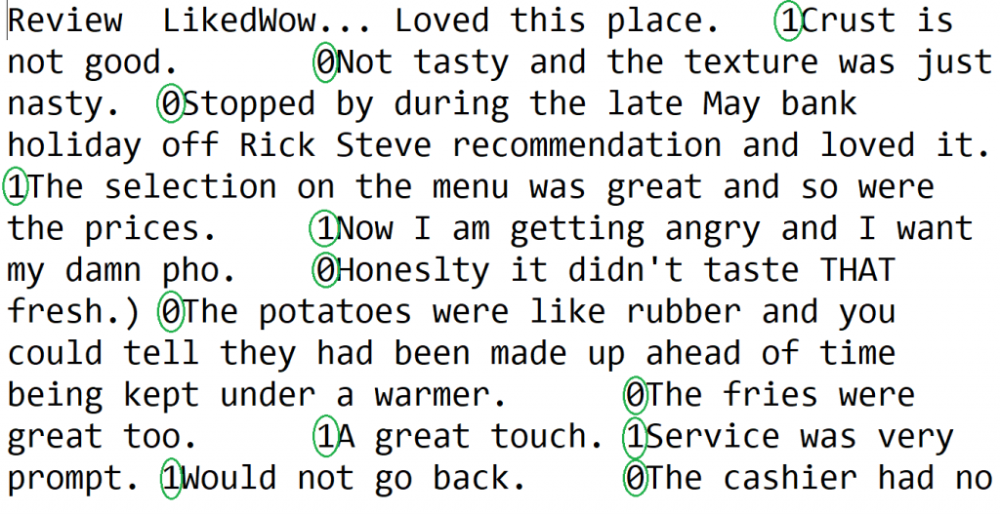 Review  LikedWow... Loved this place.   1Crust is
not good.       0Not tasty and the texture was just
nasty.  0Stopped by during the late May bank
holiday off Rick Steve recommendation and loved it.
1The selection on the menu was great and so were
the prices.     1Now I am getting angry and I want
my damn pho.    0Honeslty it didn't taste THAT
fresh.) 0The potatoes were like rubber and you
could tell they had been made up ahead of time
being kept under a warmer.      0The fries were
great too.      1A great touch. 1Service was very
prompt. 1Would not go back.     0The cashier had no